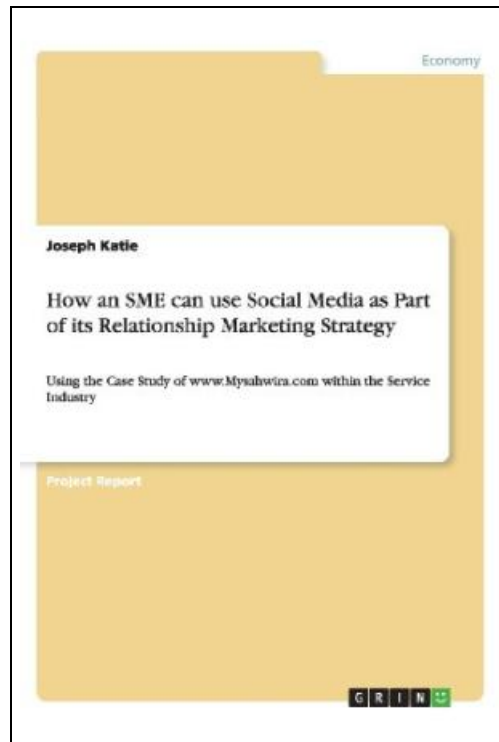 Economy
Joseph Katie
How an SME can use Social Media as Part
of its Relationship Marketing Strategy
Using the Case Study of www.Mysahwira.com within the Service
Industry
Project Report
GRIN